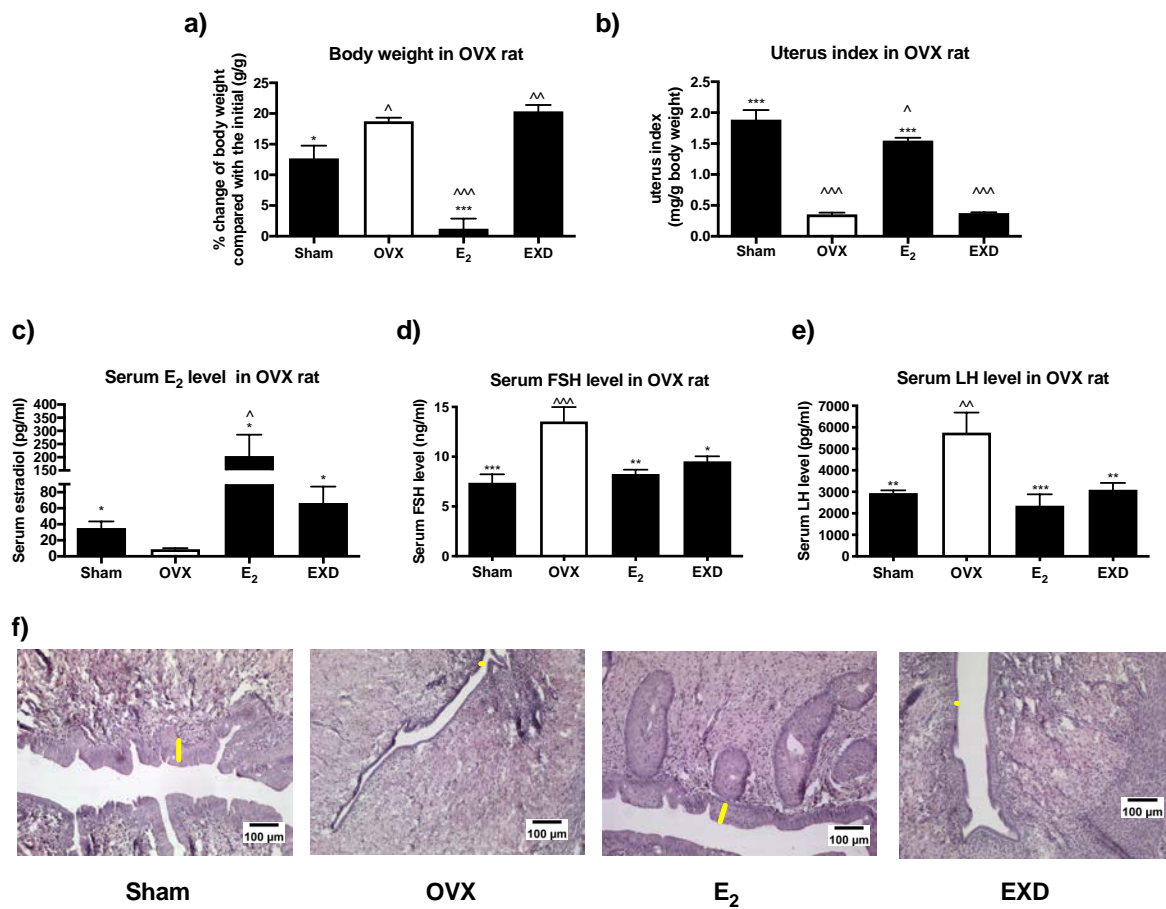 a)
Body weight in OVX rat
% change of body weight
compared with the initial (g/g)
25
20
15
10
5
0
*
^
^^^
***
^^
Sham
OVX
E₂
EXD
b)
Uterus index in OVX rat
uterus index
(mg/g body weight)
2.5
2.0
1.5
1.0
0.5
0.0
***
^^^
^
***
^^^
Sham
OVX
E₂
EXD
c)
Serum E₂ level in OVX rat
Serum estradiol (pg/ml)
400
350
300
250
200
150
80
60
40
20
0
*
^
*
*
Sham
OVX
E₂
EXD
d)
Serum FSH level in OVX rat
Serum FSH level (ng/ml)
15
10
5
0
***
^^^
**
*
Sham
OVX
E₂
EXD
e)
Serum LH level in OVX rat
Serum LH level (pg/ml)
7000
6000
5000
4000
3000
2000
1000
0
**
^^
***
**
Sham
OVX
E₂
EXD
f)
100 µm
100 µm
100 µm
100 µm
Sham
OVX
E₂
EXD